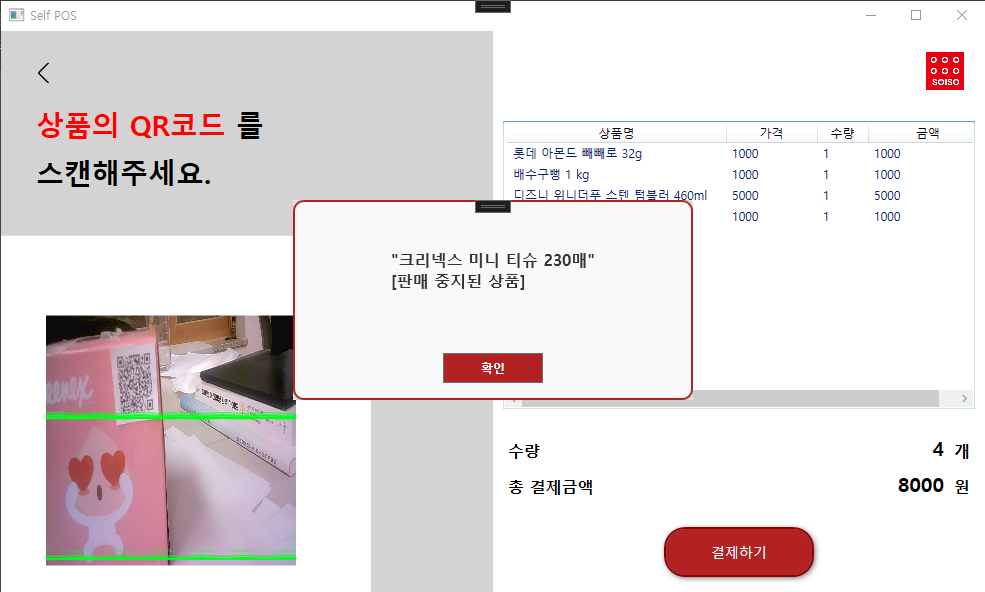 Self POS
상품의 QR코드 를
스캔해주세요.
SOISO
상품명 가격 수량 금액
롯데 아몬드 빼빼로 32g 1000 1 1000
배수구뻥 1 kg 1000 1 1000
디즈니 위니더푸 스텐 텀블러 460ml 5000 1 5000
1000 1 1000
"크리넥스 미니 티슈 230매"
[판매 중지된 상품]
확인
eenex
수량 4 개
총 결제금액 8000 원
결제하기